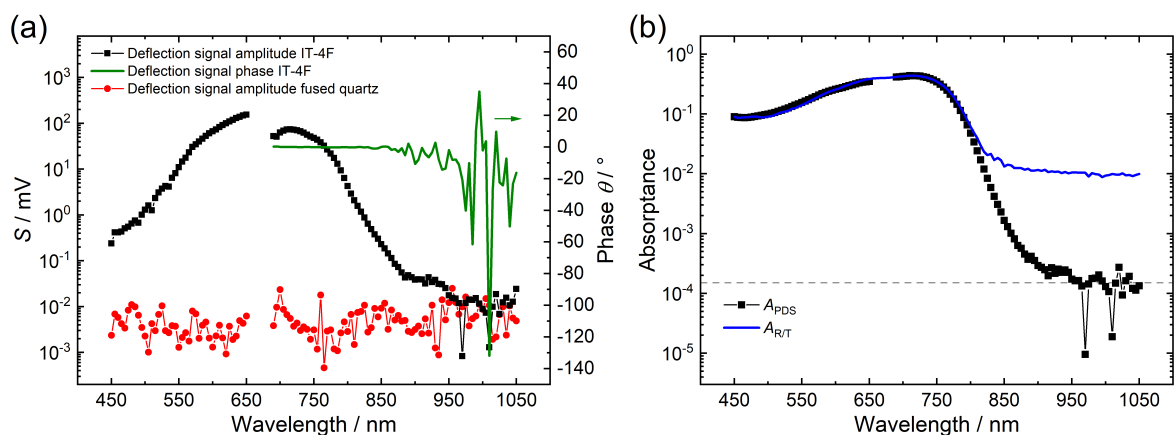 (a)
Deflection signal amplitude IT-4F
Deflection signal phase IT-4F
Deflection signal amplitude fused quartz
10³
10²
10¹
10⁰
10⁻¹
10⁻²
10⁻³
S / mV
60
40
20
0
-20
-40
-60
-80
-100
-120
-140
Phase θ / °
450 550 650 750 850 950 1050
Wavelength / nm
(b)
10⁰
10⁻¹
10⁻²
10⁻³
10⁻⁴
10⁻⁵
Absorptance
A_PDS
A_R/T
450 550 650 750 850 950 1050
Wavelength / nm